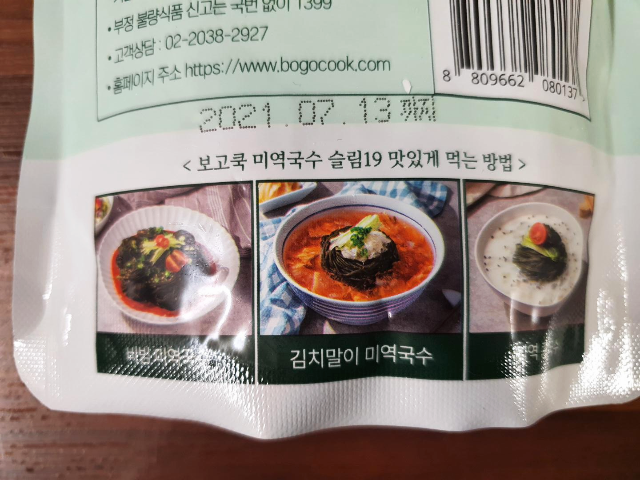 • 부정 불량식품 신고는 국번 없이 1399
• 고객상담 : 02-2038-2927
• 홈페이지 주소 https://www.bogocook.com
8 809662 080137
2021.07.13 까지
< 보고쿡 미역국수 슬림19 맛있게 먹는 방법 >
김치말이 미역국수